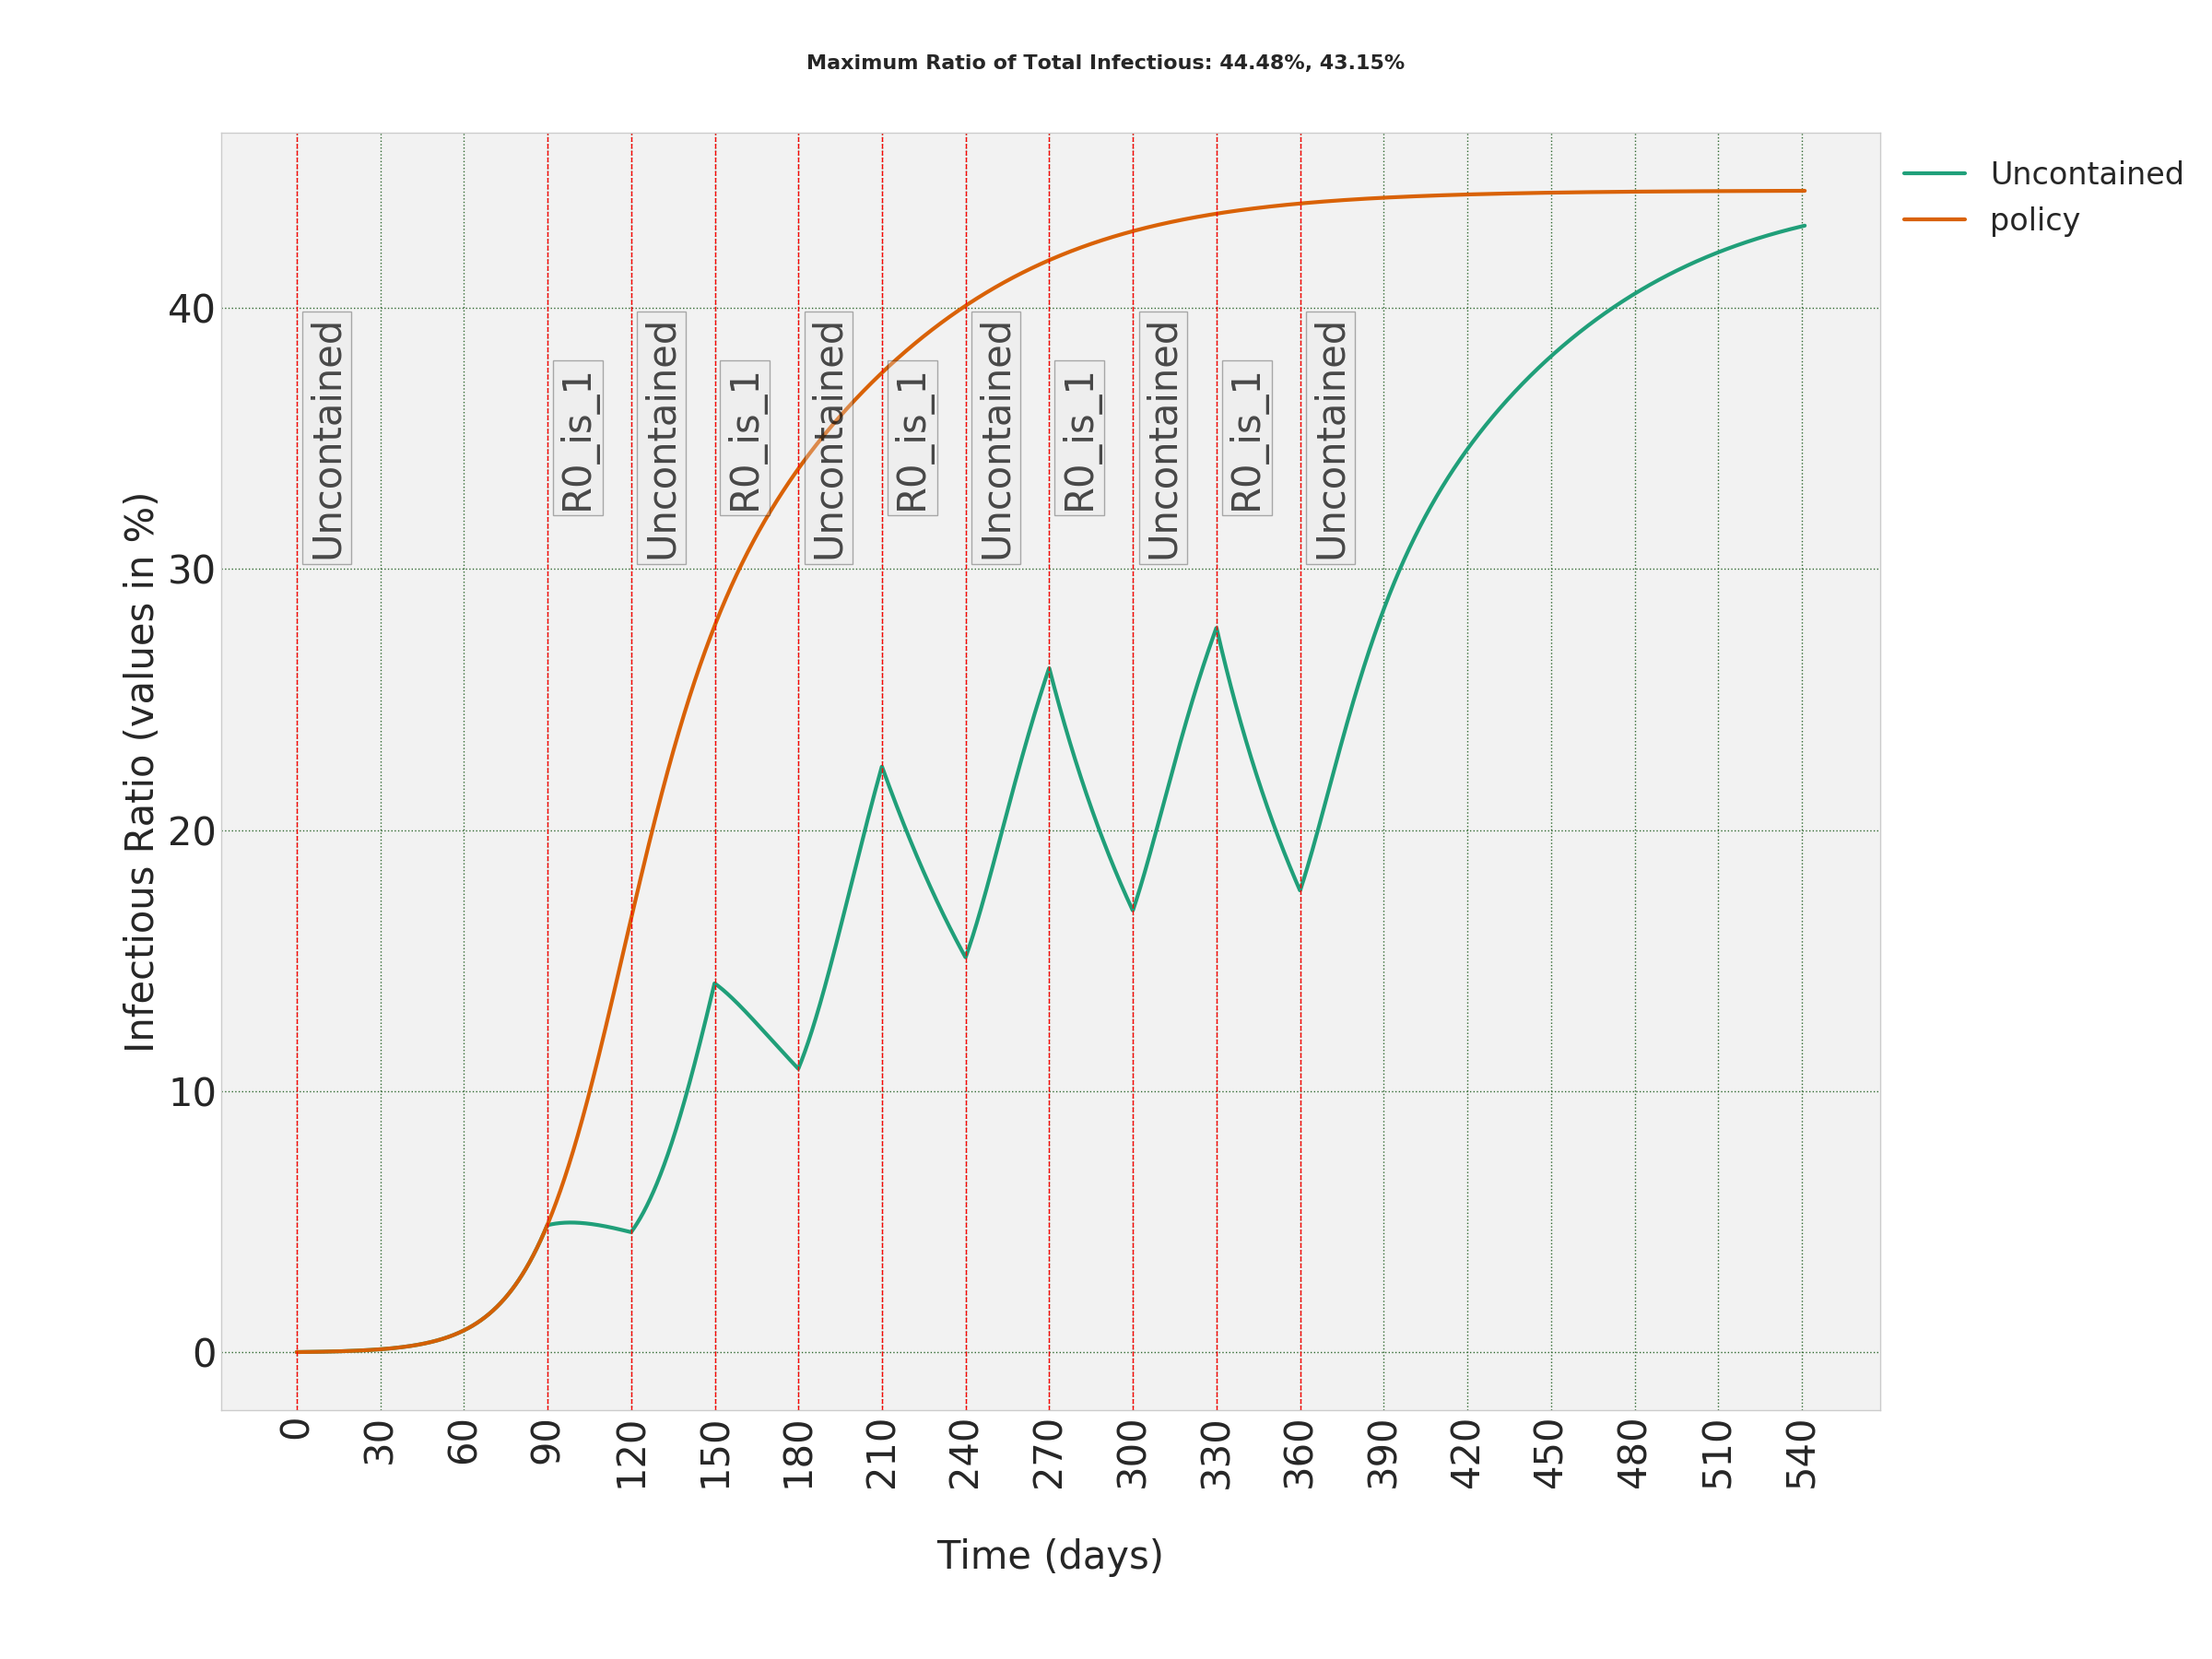 Maximum Ratio of Total Infectious: 44.48%, 43.15%
Uncontained
policy
Infectious Ratio (values in %)
40
30
20
10
0
Uncontained
R0_is_1
Uncontained
R0_is_1
Uncontained
R0_is_1
Uncontained
R0_is_1
Uncontained
R0_is_1
Uncontained
0
30
60
90
120
150
180
210
240
270
300
330
360
390
420
450
480
510
540
Time (days)